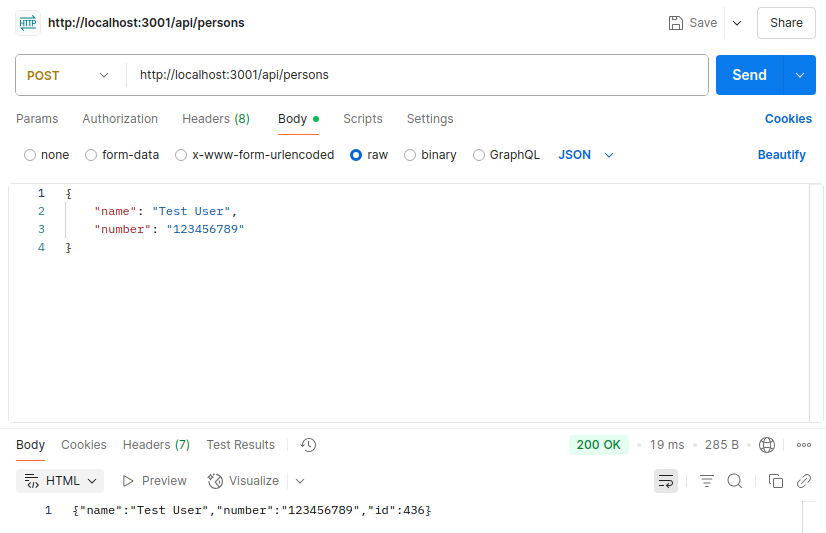 HTTP http://localhost:3001/api/persons Save Share
POST http://localhost:3001/api/persons Send
Params Authorization Headers (8) Body Scripts Settings Cookies
none form-data x-www-form-urlencoded raw binary GraphQL JSON Beautify
1 {
2 "name": "Test User",
3 "number": "123456789"
4 }
Body Cookies Headers (7) Test Results 200 OK 19 ms 285 B
HTML Preview Visualize
1 {"name":"Test User","number":"123456789","id":436}